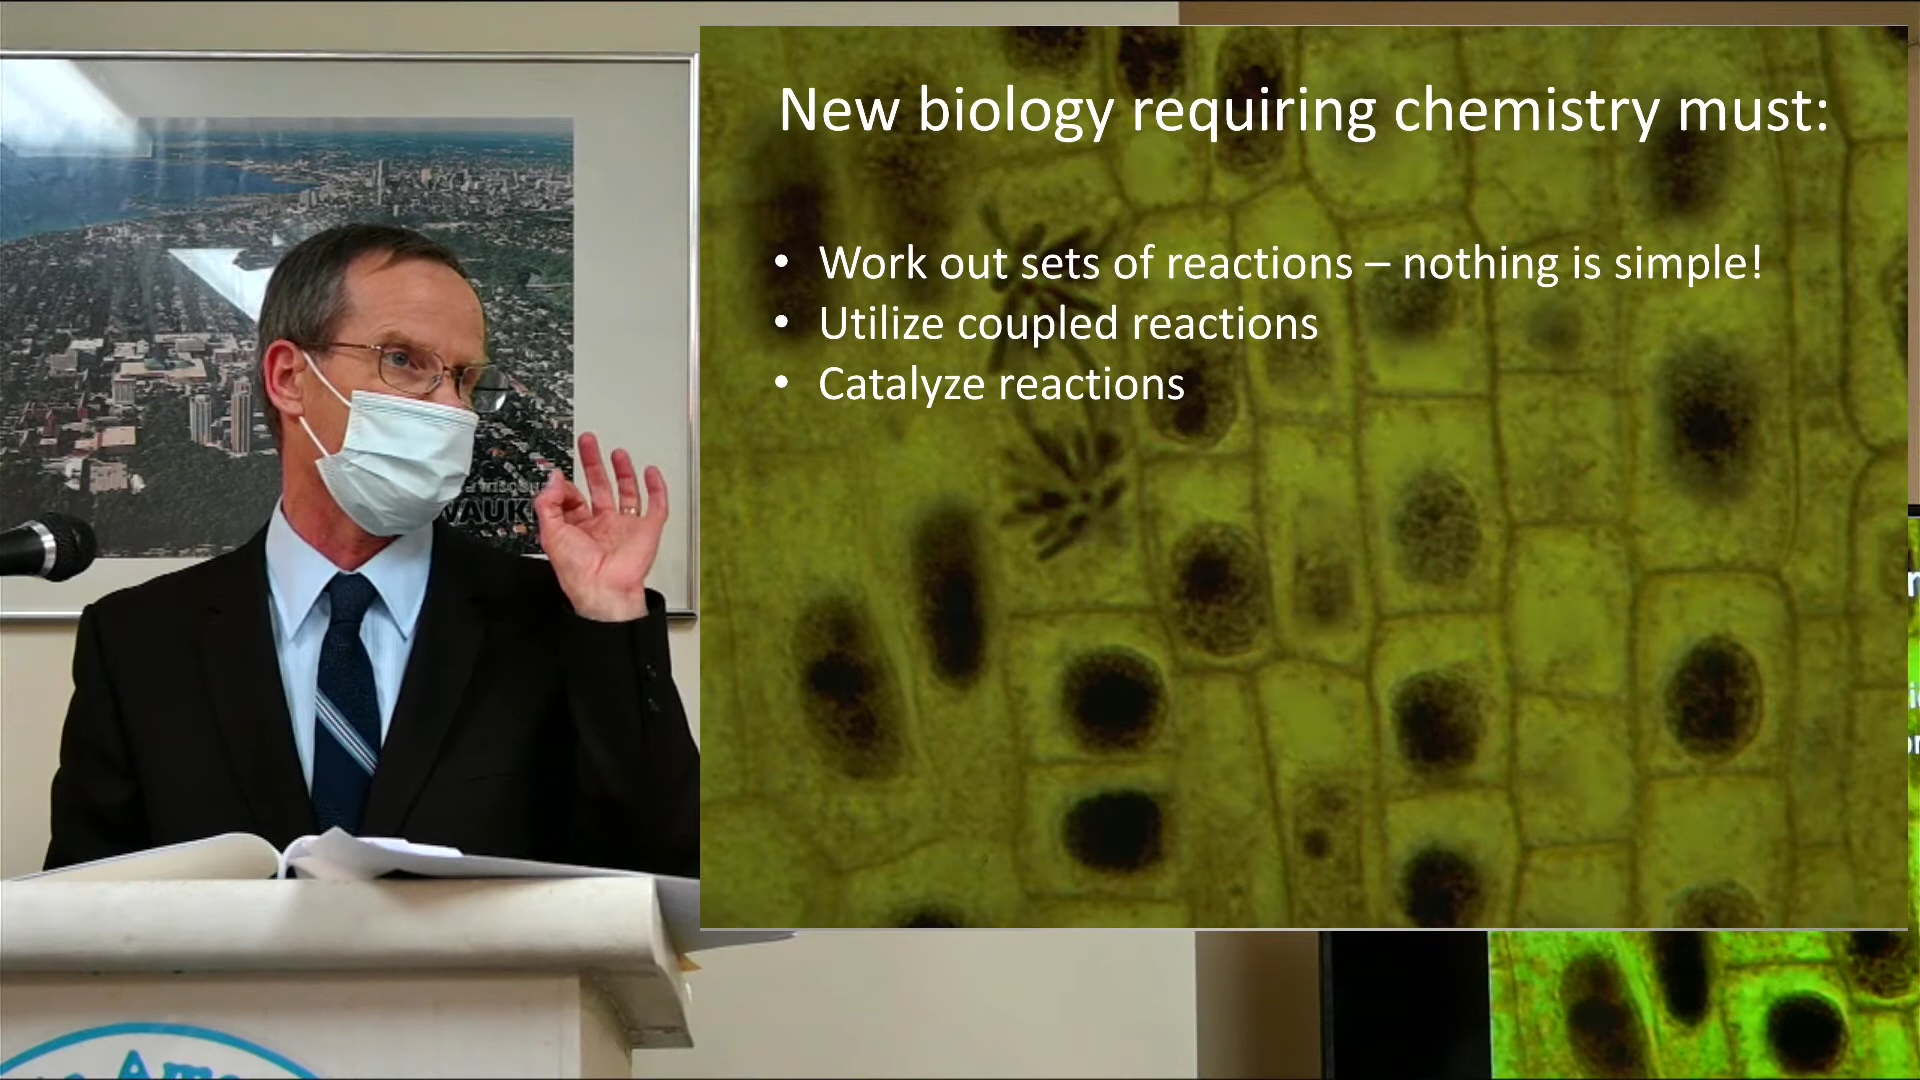 New biology requiring chemistry must:
• Work out sets of reactions – nothing is simple!
• Utilize coupled reactions
• Catalyze reactions